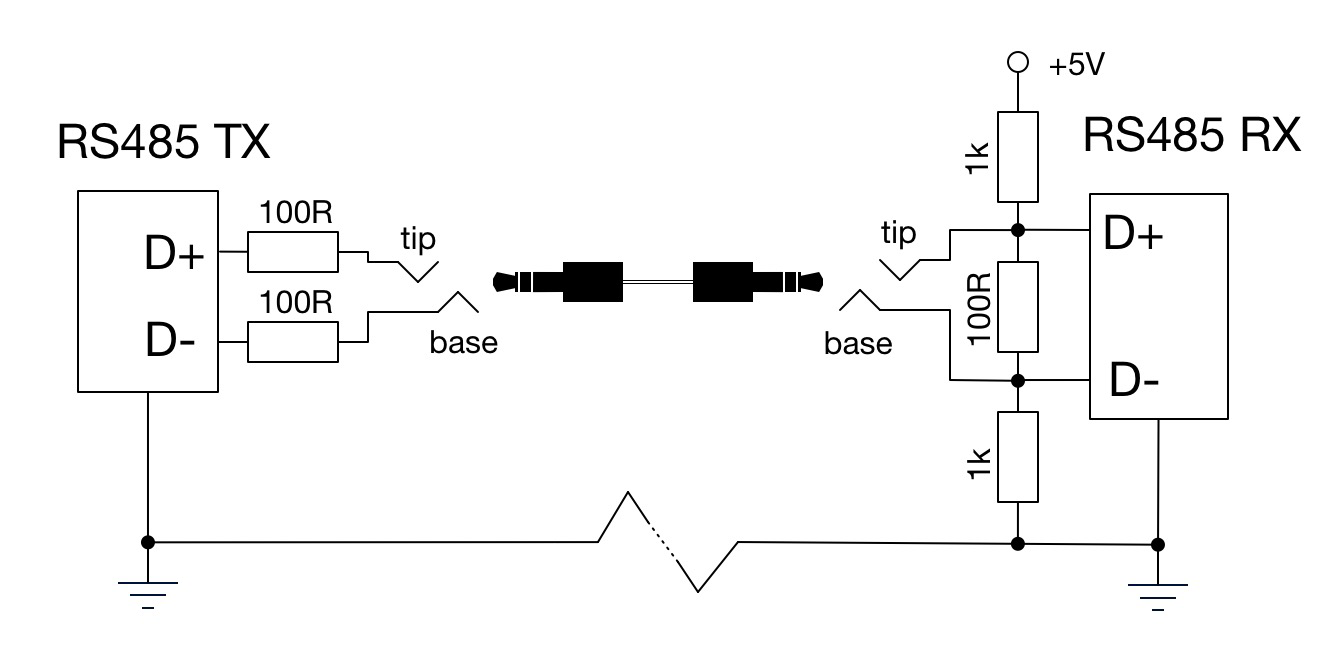 +5V
RS485 TX
RS485 RX
1k
100R
D+
tip
tip
D+
100R
D-
base
100R
base
D-
1k